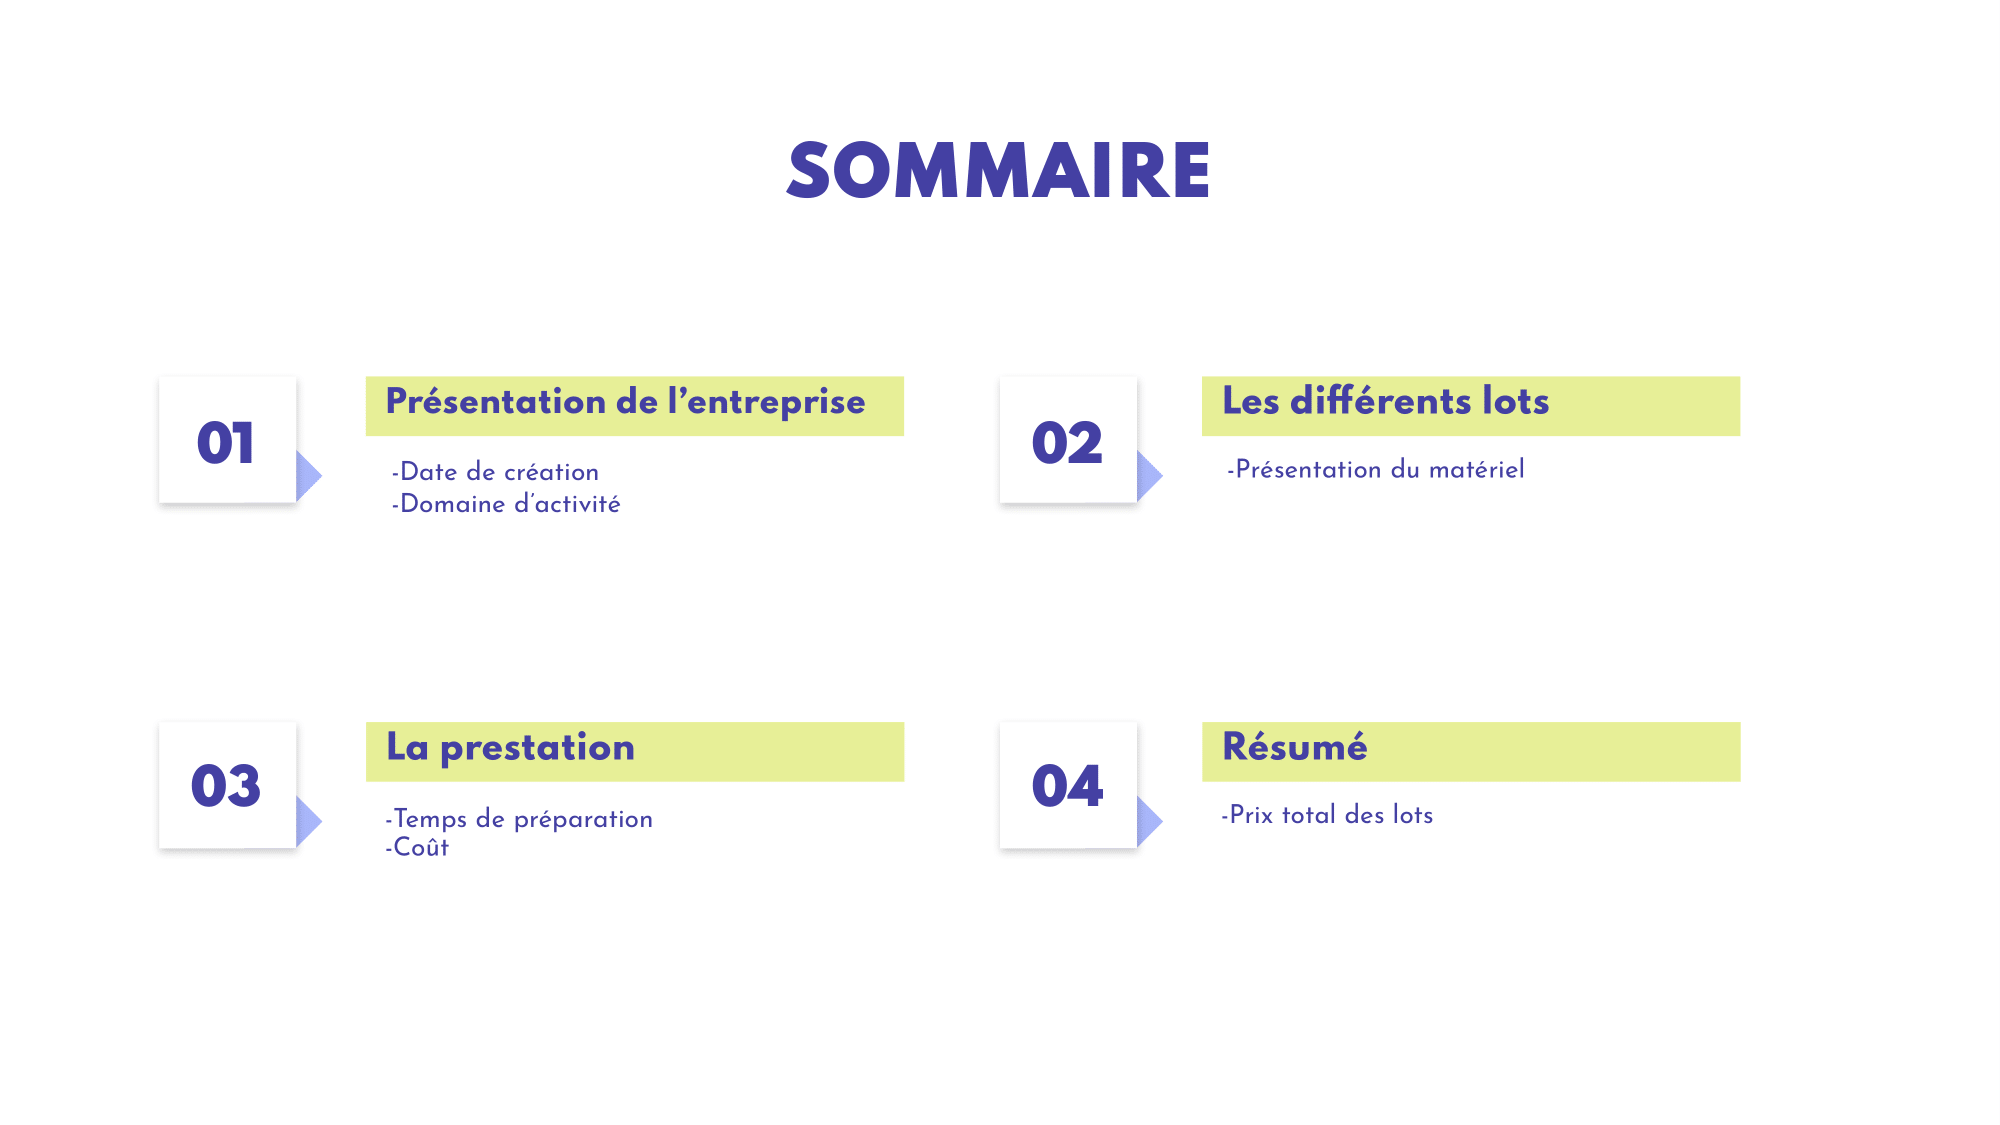 SOMMAIRE
01
Présentation de l’entreprise
-Date de création
-Domaine d’activité
02
Les différents lots
-Présentation du matériel
03
La prestation
-Temps de préparation
-Coût
04
Résumé
-Prix total des lots